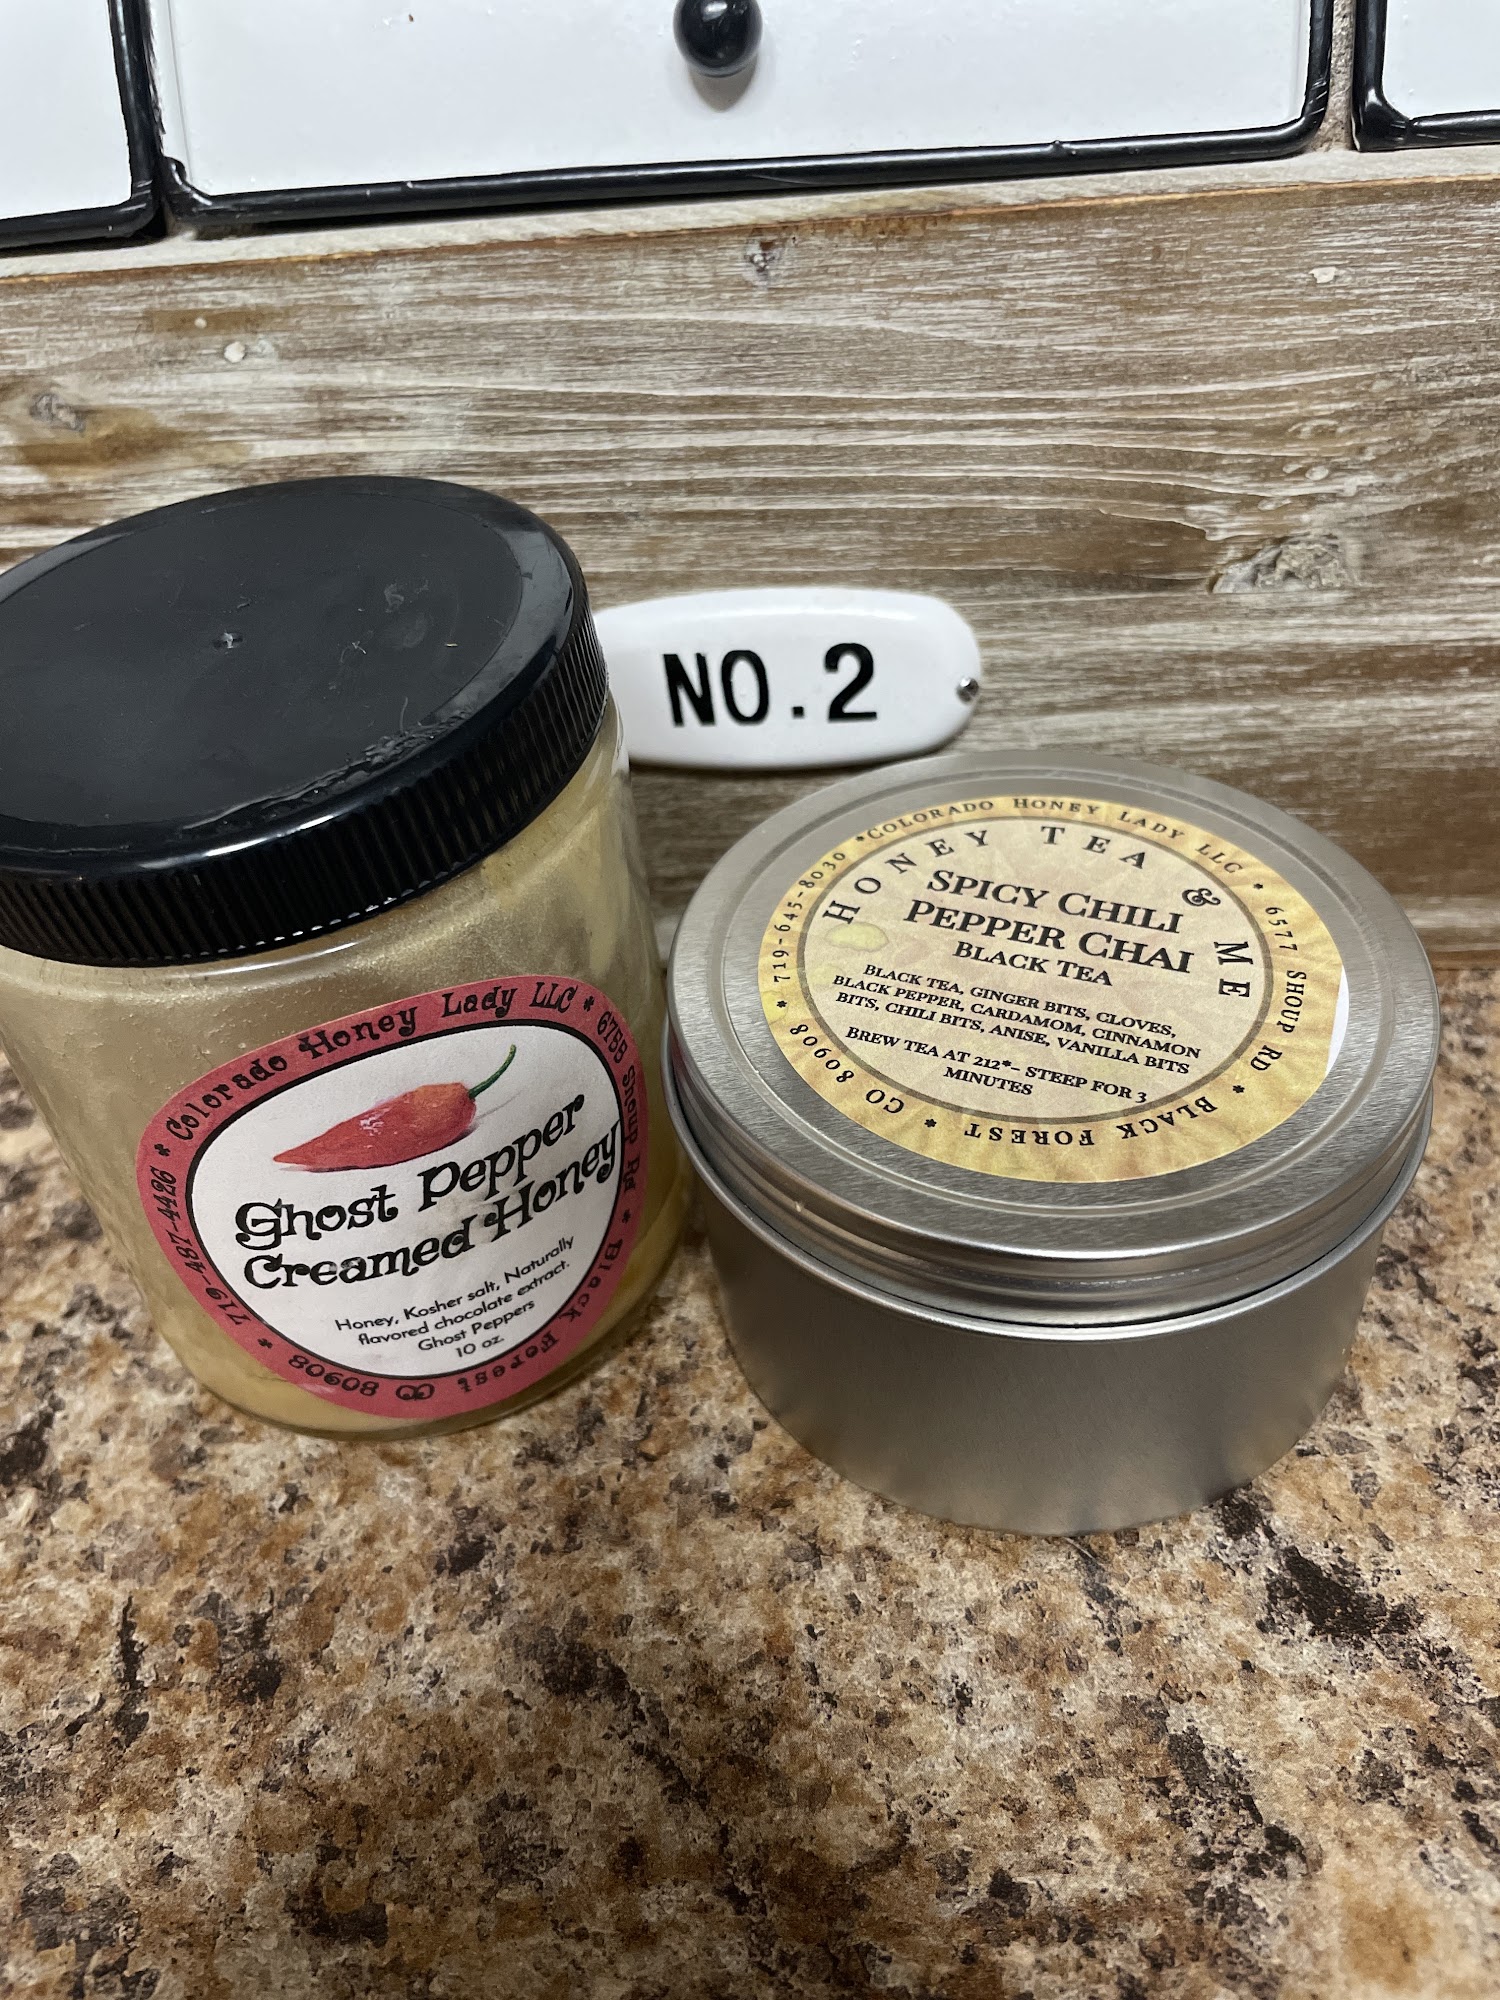 NO.2
* Colorado Honey Lady LLC * 6755 Shoup Rd * Black Forest CO 80908 * 719-487-4426
Ghost Pepper
Creamed Honey
Honey, Kosher salt, Naturally
flavored chocolate extract.
Ghost Peppers
10 oz.
*COLORADO HONEY LADY LLC * 6577 SHOUP RD * BLACK FOREST * CO 80908 * 719-645-8030
HONEY TEA & ME
SPICY CHILI
PEPPER CHAI
BLACK TEA
BLACK TEA, GINGER BITS, CLOVES,
BLACK PEPPER, CARDAMOM, CINNAMON
BITS, CHILI BITS, ANISE, VANILLA BITS
BREW TEA AT 212*- STEEP FOR 3
MINUTES